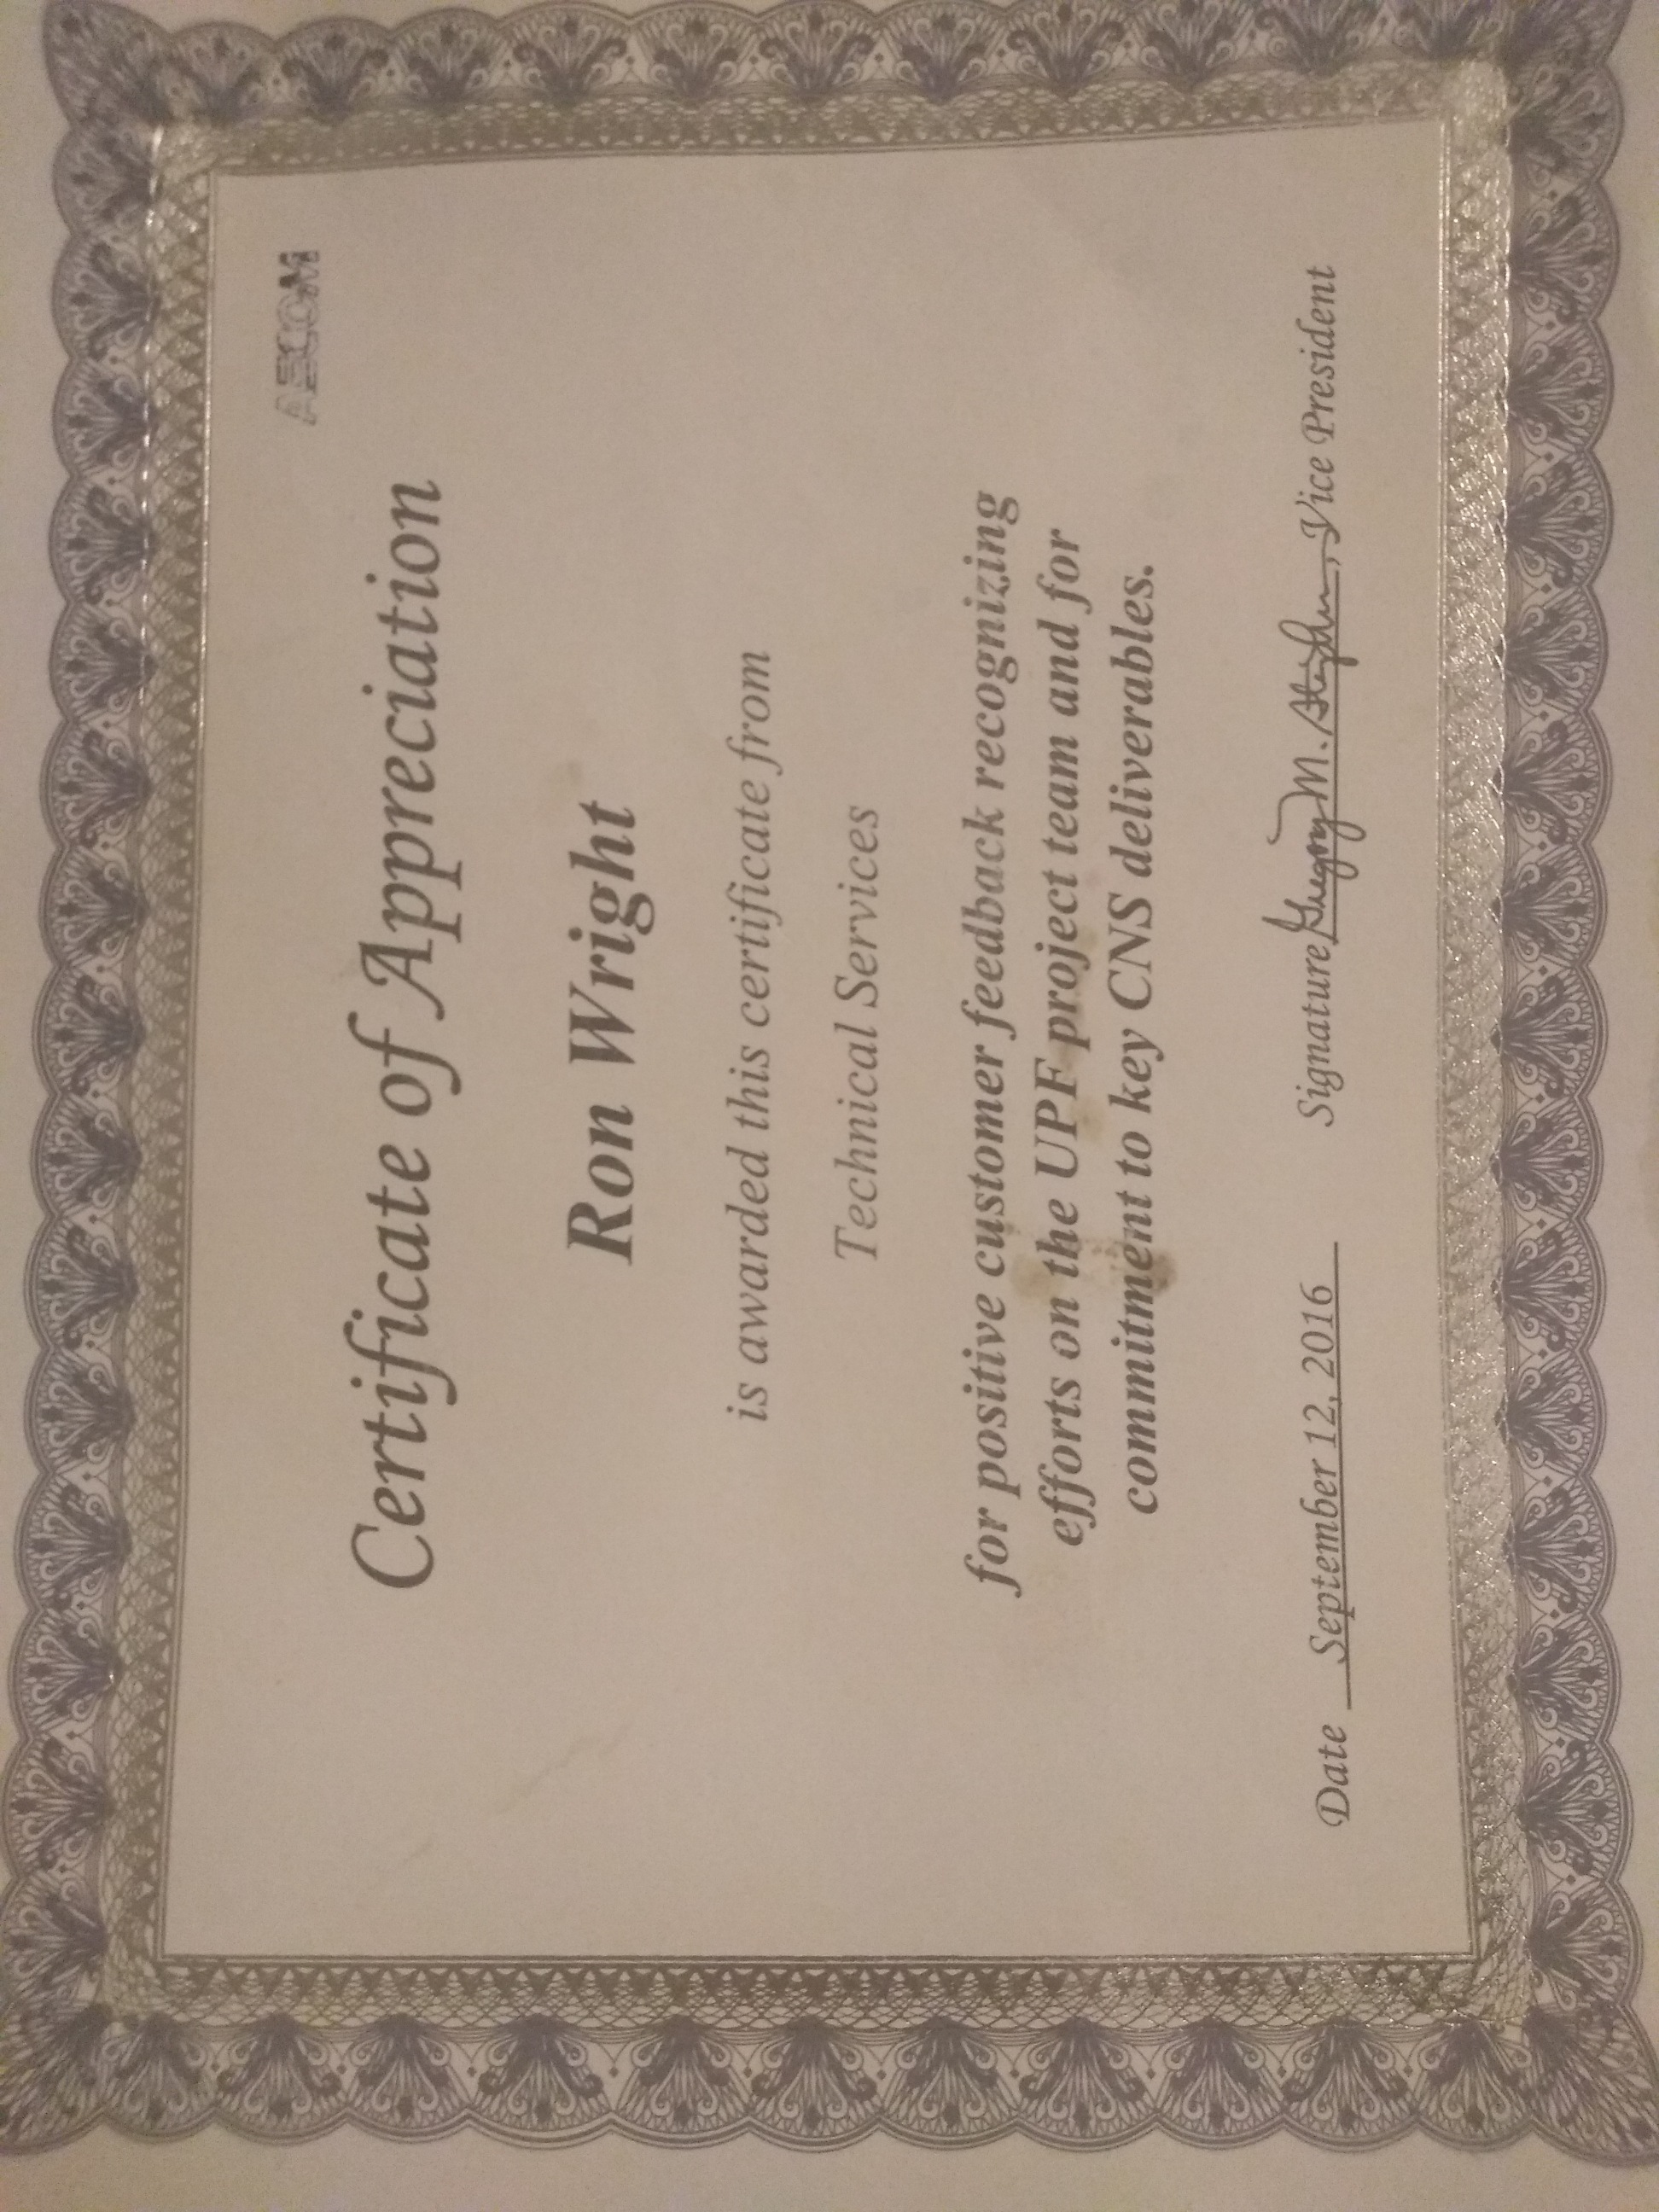 AECOM
Certificate of Appreciation
Ron Wright
is awarded this certificate from
Technical Services
for positive customer feedback recognizing
efforts on the UPF project team and for
commitment to key CNS deliverables.
Date September 12, 2016 Signature Gregory M. Stephen, Vice President